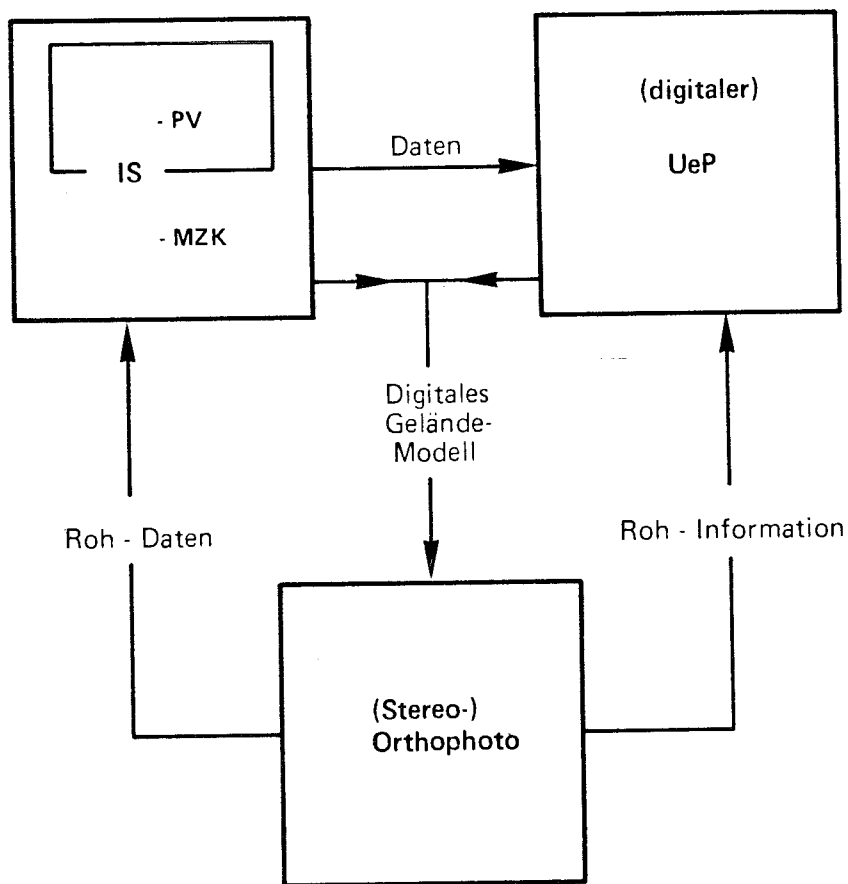 - PV
IS
- MZK
Daten
(digitaler)
UeP
Digitales
Gelände-
Modell
Roh - Daten
Roh - Information
(Stereo-)
Orthophoto